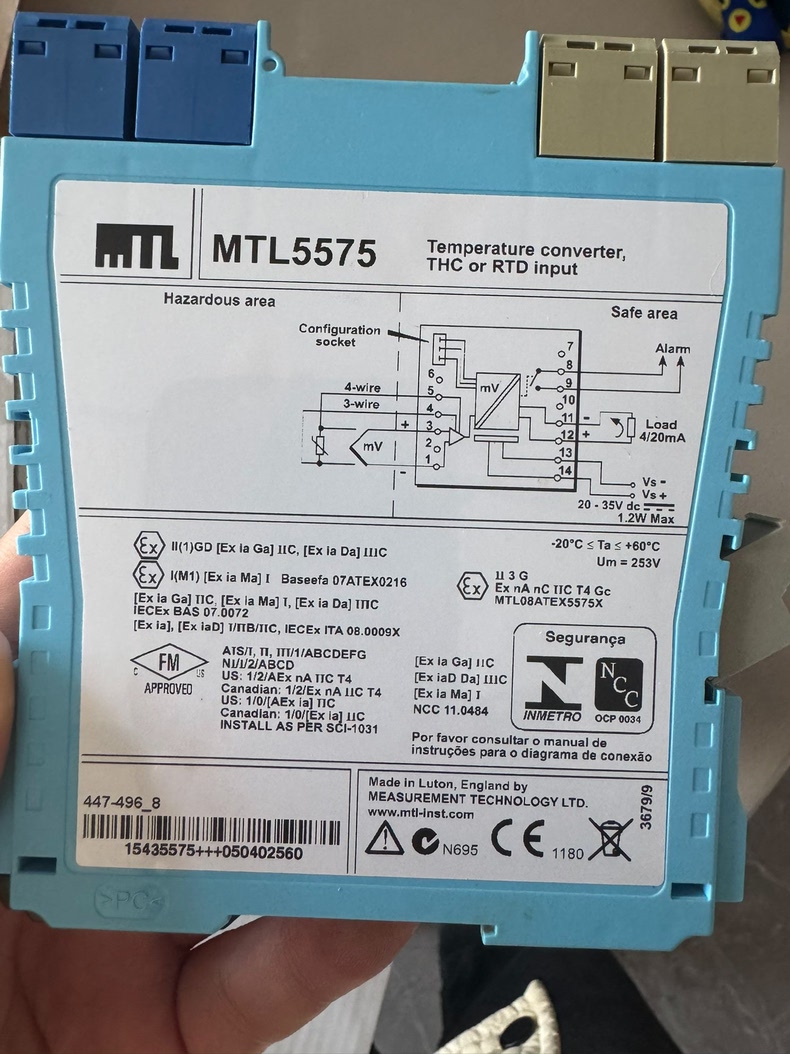 MTL
MTL5575
Temperature converter,
THC or RTD input
Hazardous area
Safe area
Configuration
socket
Alarm
4-wire
3-wire
+
mV
-
6
5
4
3
2
1
mV
7
8
9
10
11
12
13
14
-
+
Load
4/20mA
Vs -
Vs +
20 - 35V dc
1.2W Max
Ex II(1)GD [Ex ia Ga] IIC, [Ex ia Da] IIIC
Ex I(M1) [Ex ia Ma] I Baseefa 07ATEX0216
[Ex ia Ga] IIC, [Ex ia Ma] I, [Ex ia Da] IIIC
IECEx BAS 07.0072
[Ex ia], [Ex iaD] I/IIB/IIC, IECEx ITA 08.0009X
-20°C ≤ Ta ≤ +60°C
Um = 253V
Ex
II 3 G
Ex nA nC IIC T4 Gc
MTL08ATEX5575X
FM
C US
APPROVED
AIS/I, II, III/1/ABCDEFG
NI/I/2/ABCD
US: 1/2/AEx nA IIC T4
Canadian: 1/2/Ex nA IIC T4
US: 1/0/[AEx ia] IIC
Canadian: 1/0/[Ex ia] IIC
INSTALL AS PER SCI-1031
[Ex ia Ga] IIC
[Ex iaD Da] IIIC
[Ex ia Ma] I
NCC 11.0484
Segurança
INMETRO
NCC
OCP 0034
Por favor consultar o manual de
instruções para o diagrama de conexão
447-496_8
15435575+++050402560
Made in Luton, England by
MEASUREMENT TECHNOLOGY LTD.
www.mtl-inst.com
N695
CE 1180
3679/9
>PC<